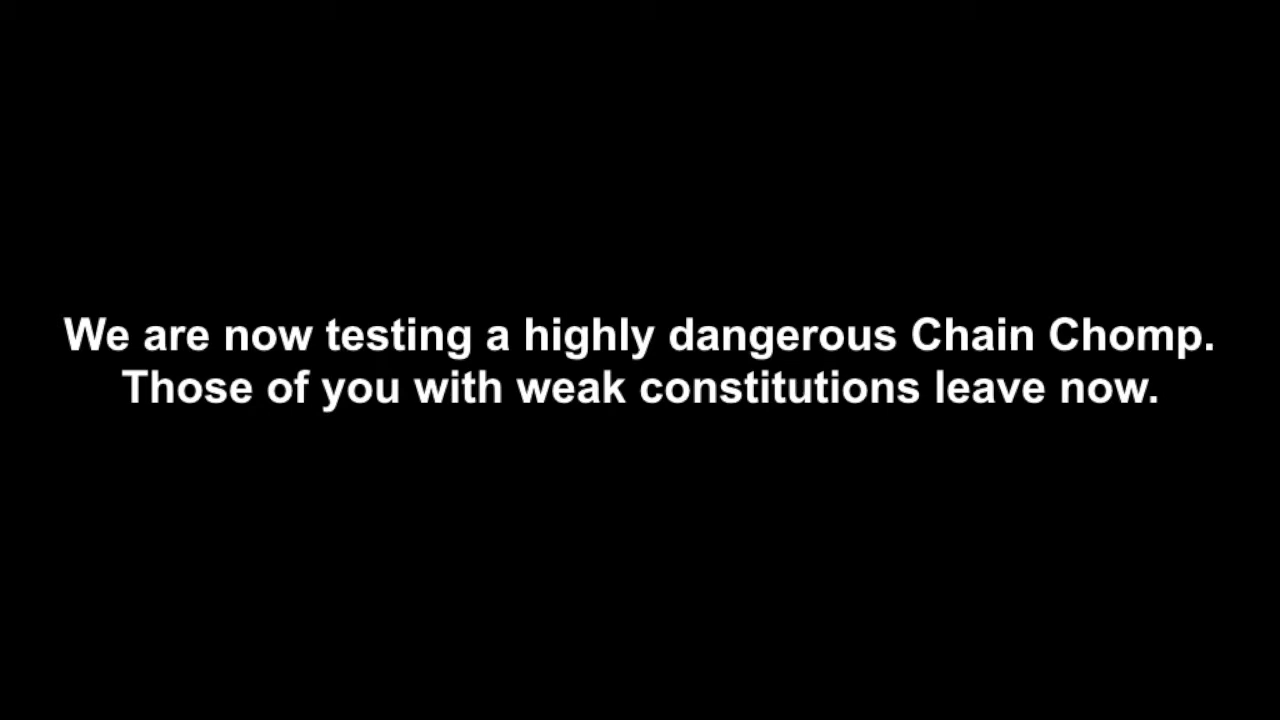 We are now testing a highly dangerous Chain Chomp.
Those of you with weak constitutions leave now.